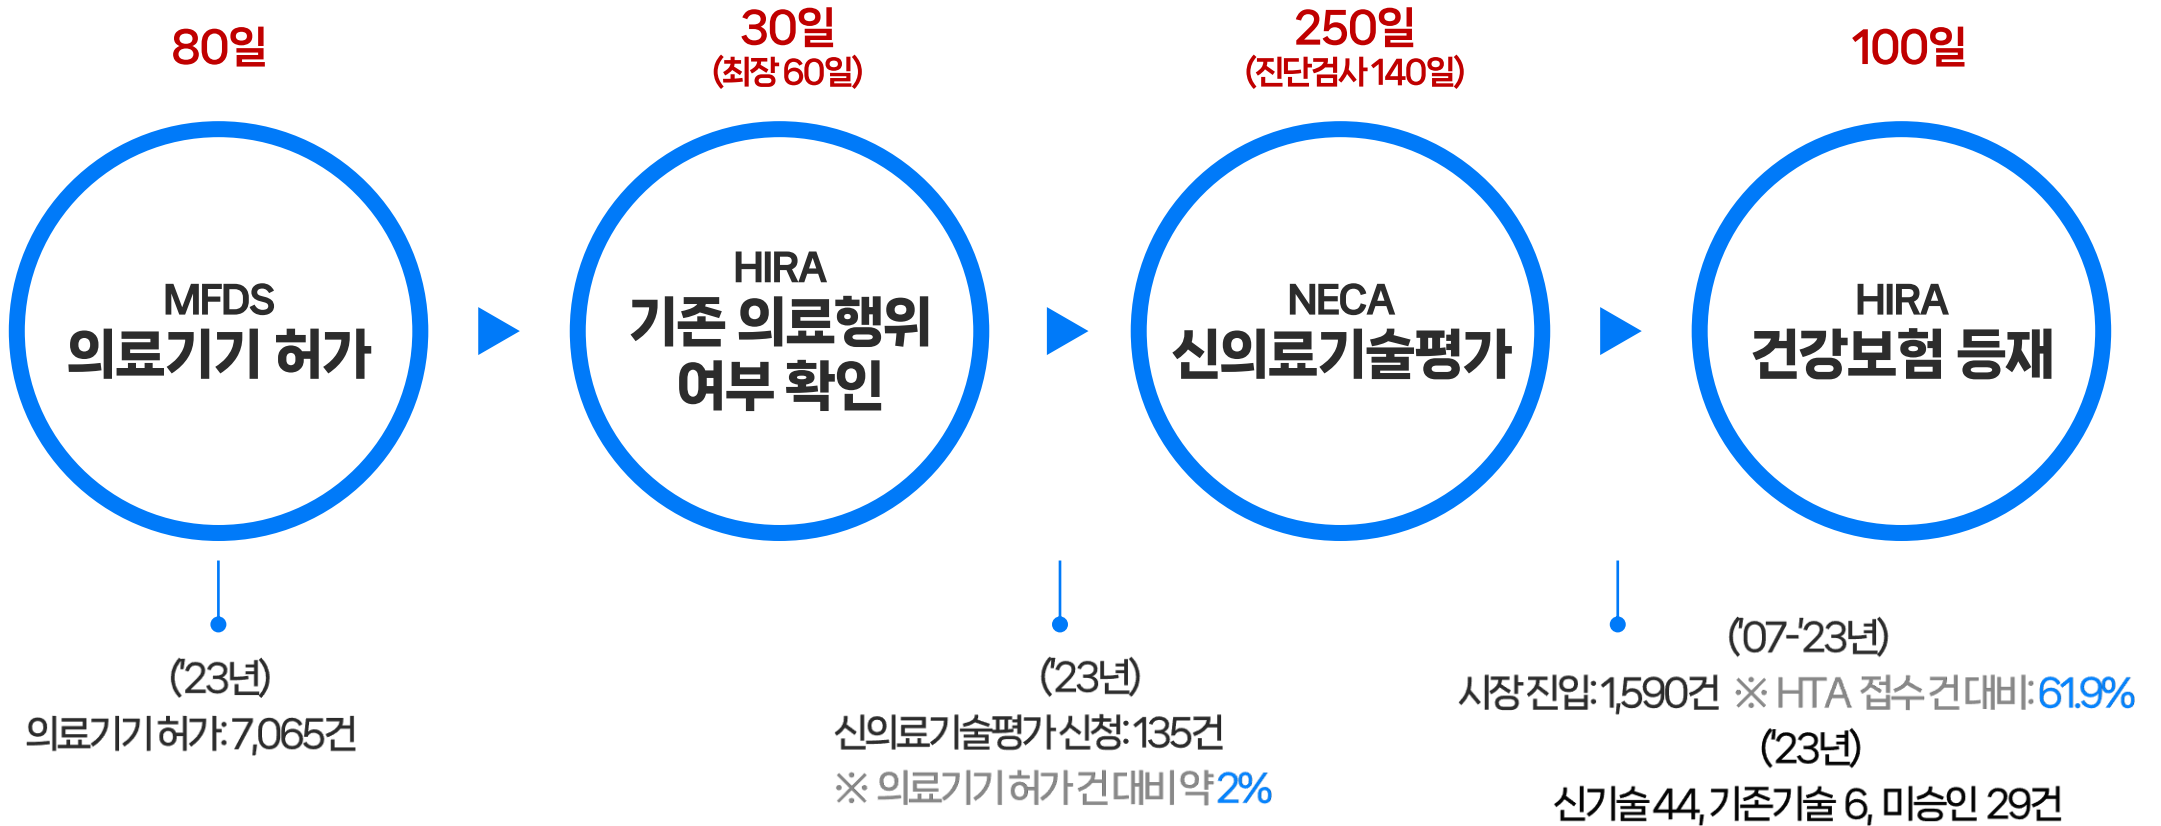 80일
30일
(최장 60일)
250일
(진단검사 140일)
100일
MFDS
의료기기 허가
HIRA
기존 의료행위
여부 확인
NECA
신의료기술평가
HIRA
건강보험 등재
('23년)
의료기기 허가: 7,065건
('23년)
신의료기술평가 신청: 135건
※ 의료기기 허가 건 대비 약 2%
('07-'23년)
시장 진입: 1,590건 ※ HTA 접수 건 대비: 61.9%
('23년)
신기술 44, 기존기술 6, 미승인 29건